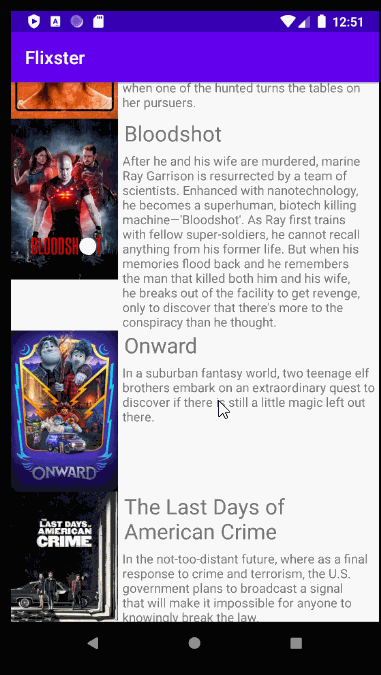 12:51
Flixster
when one of the hunted turns the tables on
her pursuers.
Bloodshot
After he and his wife are murdered, marine
Ray Garrison is resurrected by a team of
scientists. Enhanced with nanotechnology,
he becomes a superhuman, biotech killing
machine—'Bloodshot'. As Ray first trains
with fellow super-soldiers, he cannot recall
anything from his former life. But when his
memories flood back and he remembers
the man that killed both him and his wife,
he breaks out of the facility to get revenge,
only to discover that there's more to the
conspiracy than he thought.
BLOODSHOT
Onward
In a suburban fantasy world, two teenage elf
brothers embark on an extraordinary quest to
discover if there is still a little magic left out
there.
ONWARD
The Last Days of
American Crime
In the not-too-distant future, where as a final
response to crime and terrorism, the U.S.
government plans to broadcast a signal
that will make it impossible for anyone to
knowingly break the law.
THE
LAST DAYS OF
AMERICAN
CRIME